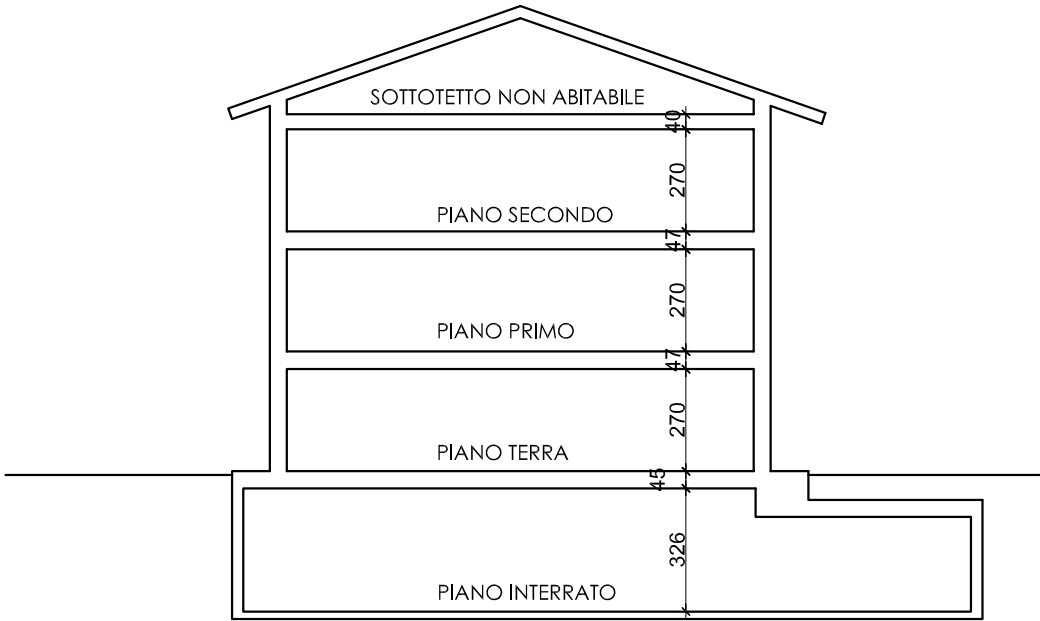 SOTTOTETTO NON ABITABILE
40
270
PIANO SECONDO
47
270
PIANO PRIMO
47
270
PIANO TERRA
45
326
PIANO INTERRATO